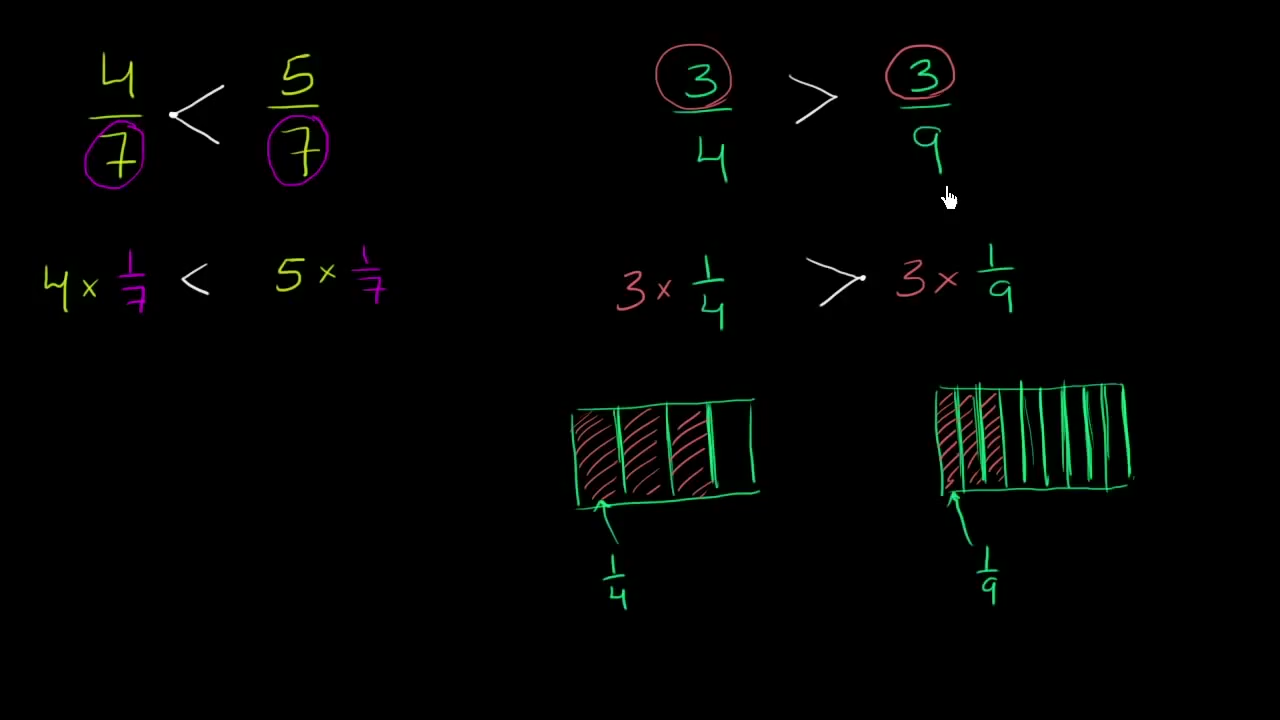 4/7 < 5/7
3/4 > 3/9
4 × 1/7 < 5 × 1/7
3 × 1/4 > 3 × 1/9
1/4
1/9